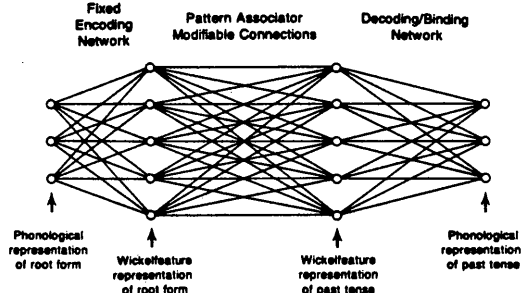 Fixed
Encoding
Network
Pattern Associator
Modifiable Connections
Decoding/Binding
Network
Phonological
representation
of root form
Wickelfeature
representation
of root form
Wickelfeature
representation
of past tense
Phonological
representation
of past tense